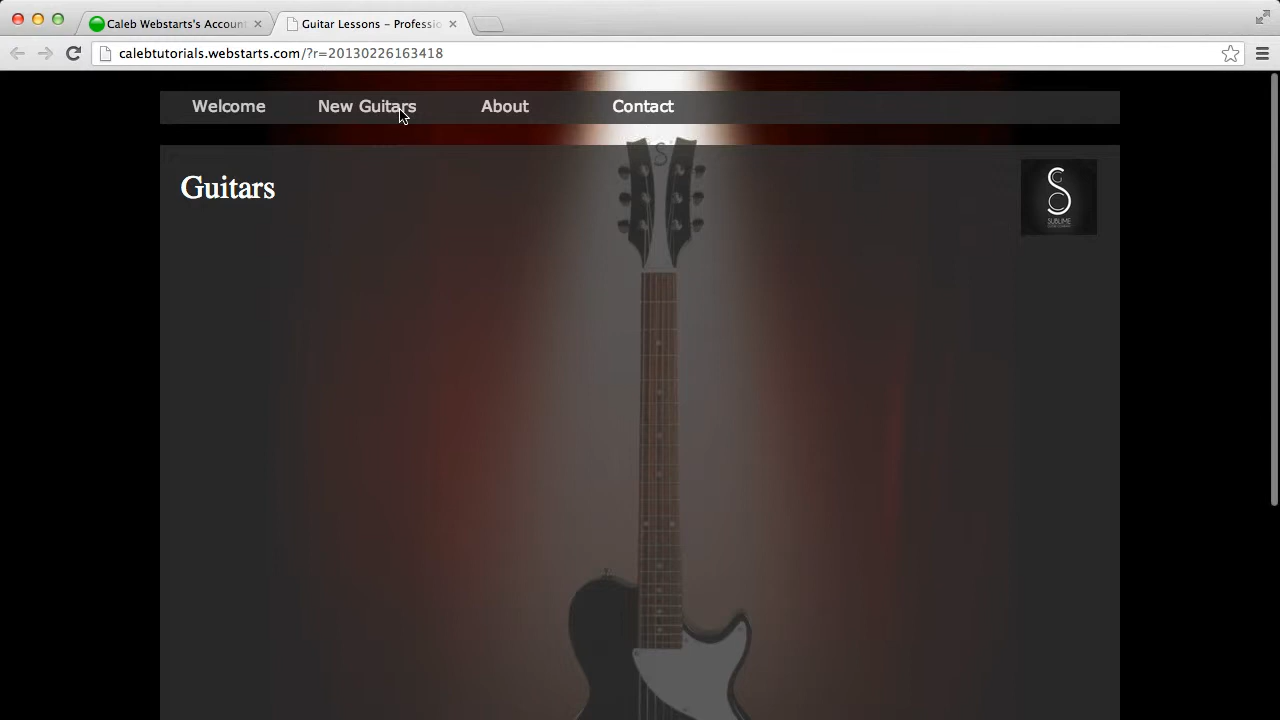 Caleb Webstarts's Account
Guitar Lessons – Professio
calebtutorials.webstarts.com/?r=20130226163418
Welcome New Guitars About Contact
Guitars
S
SUBLIME